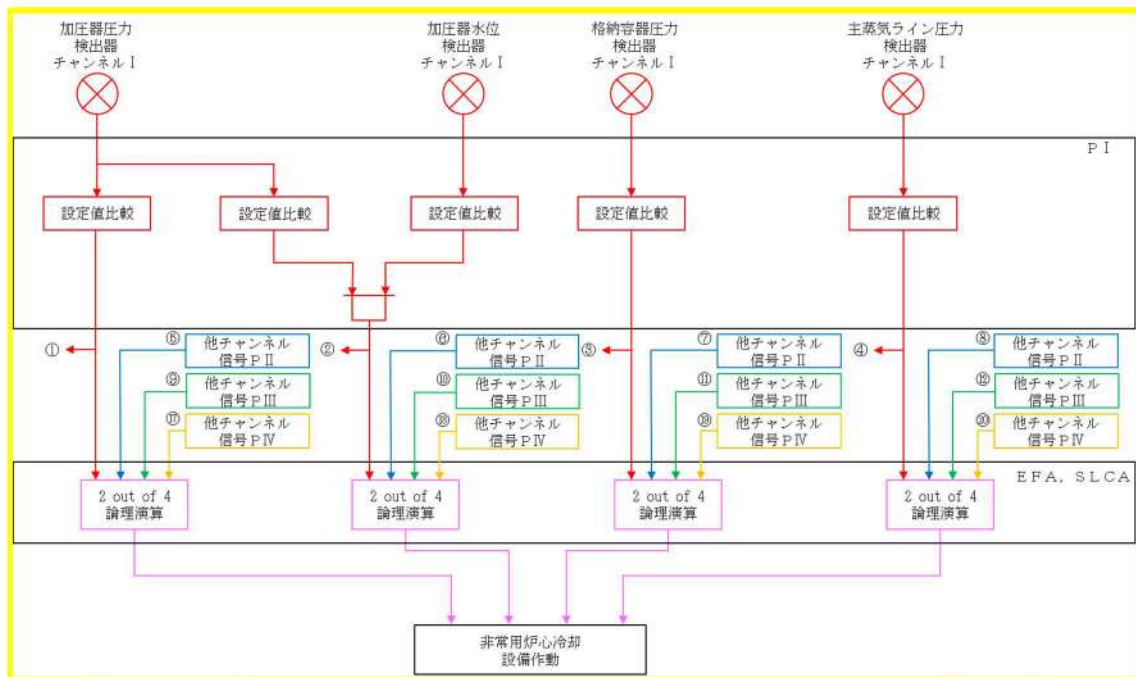 加圧器圧力
検出器
チャンネルⅠ
加圧器水位
検出器
チャンネルⅠ
格納容器圧力
検出器
チャンネルⅠ
主蒸気ライン圧力
検出器
チャンネルⅠ
PⅠ
設定値比較
設定値比較
設定値比較
設定値比較
設定値比較
①
⑤
他チャンネル
信号PⅡ
⑨
他チャンネル
信号PⅢ
⑰
他チャンネル
信号PⅣ
②
⑥
他チャンネル
信号PⅡ
⑩
他チャンネル
信号PⅢ
⑱
他チャンネル
信号PⅣ
③
⑦
他チャンネル
信号PⅡ
⑪
他チャンネル
信号PⅢ
⑲
他チャンネル
信号PⅣ
④
⑧
他チャンネル
信号PⅡ
⑫
他チャンネル
信号PⅢ
⑳
他チャンネル
信号PⅣ
EFA, SLCA
2 out of 4
論理演算
2 out of 4
論理演算
2 out of 4
論理演算
2 out of 4
論理演算
非常用炉心冷却
設備作動